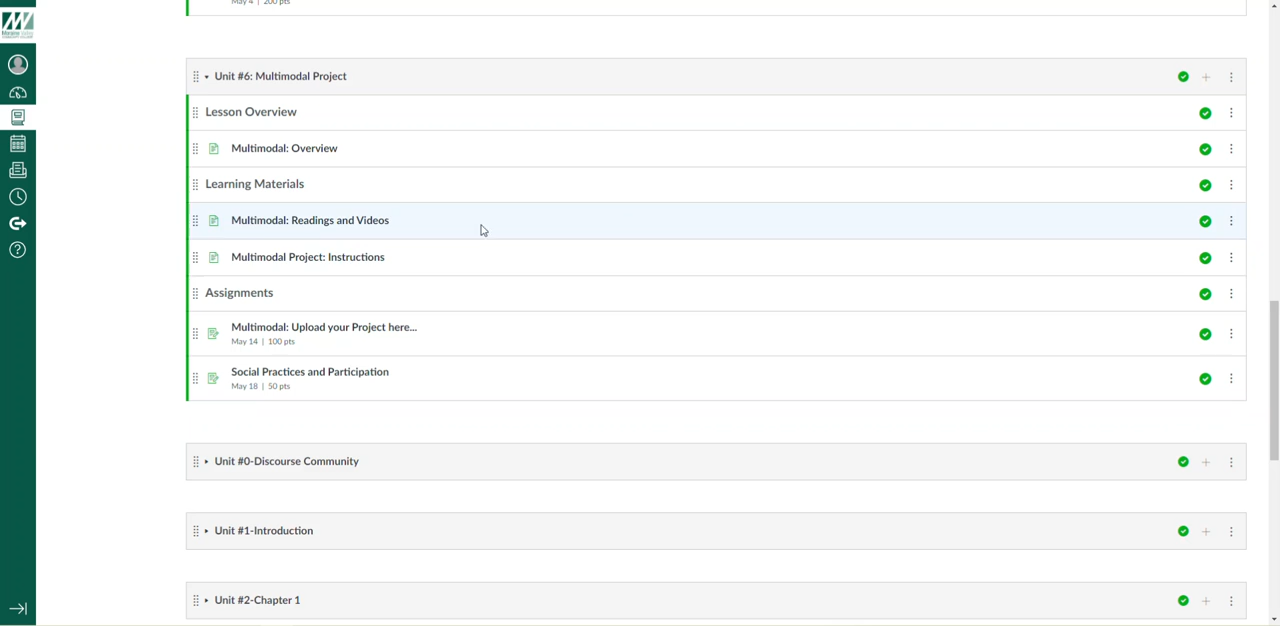 May 4 | 200 pts
Moraine Valley
Unit #6: Multimodal Project
Lesson Overview
Multimodal: Overview
Learning Materials
Multimodal: Readings and Videos
Multimodal Project: Instructions
Assignments
Multimodal: Upload your Project here...
May 14 | 100 pts
Social Practices and Participation
May 18 | 50 pts
Unit #0-Discourse Community
Unit #1-Introduction
Unit #2-Chapter 1